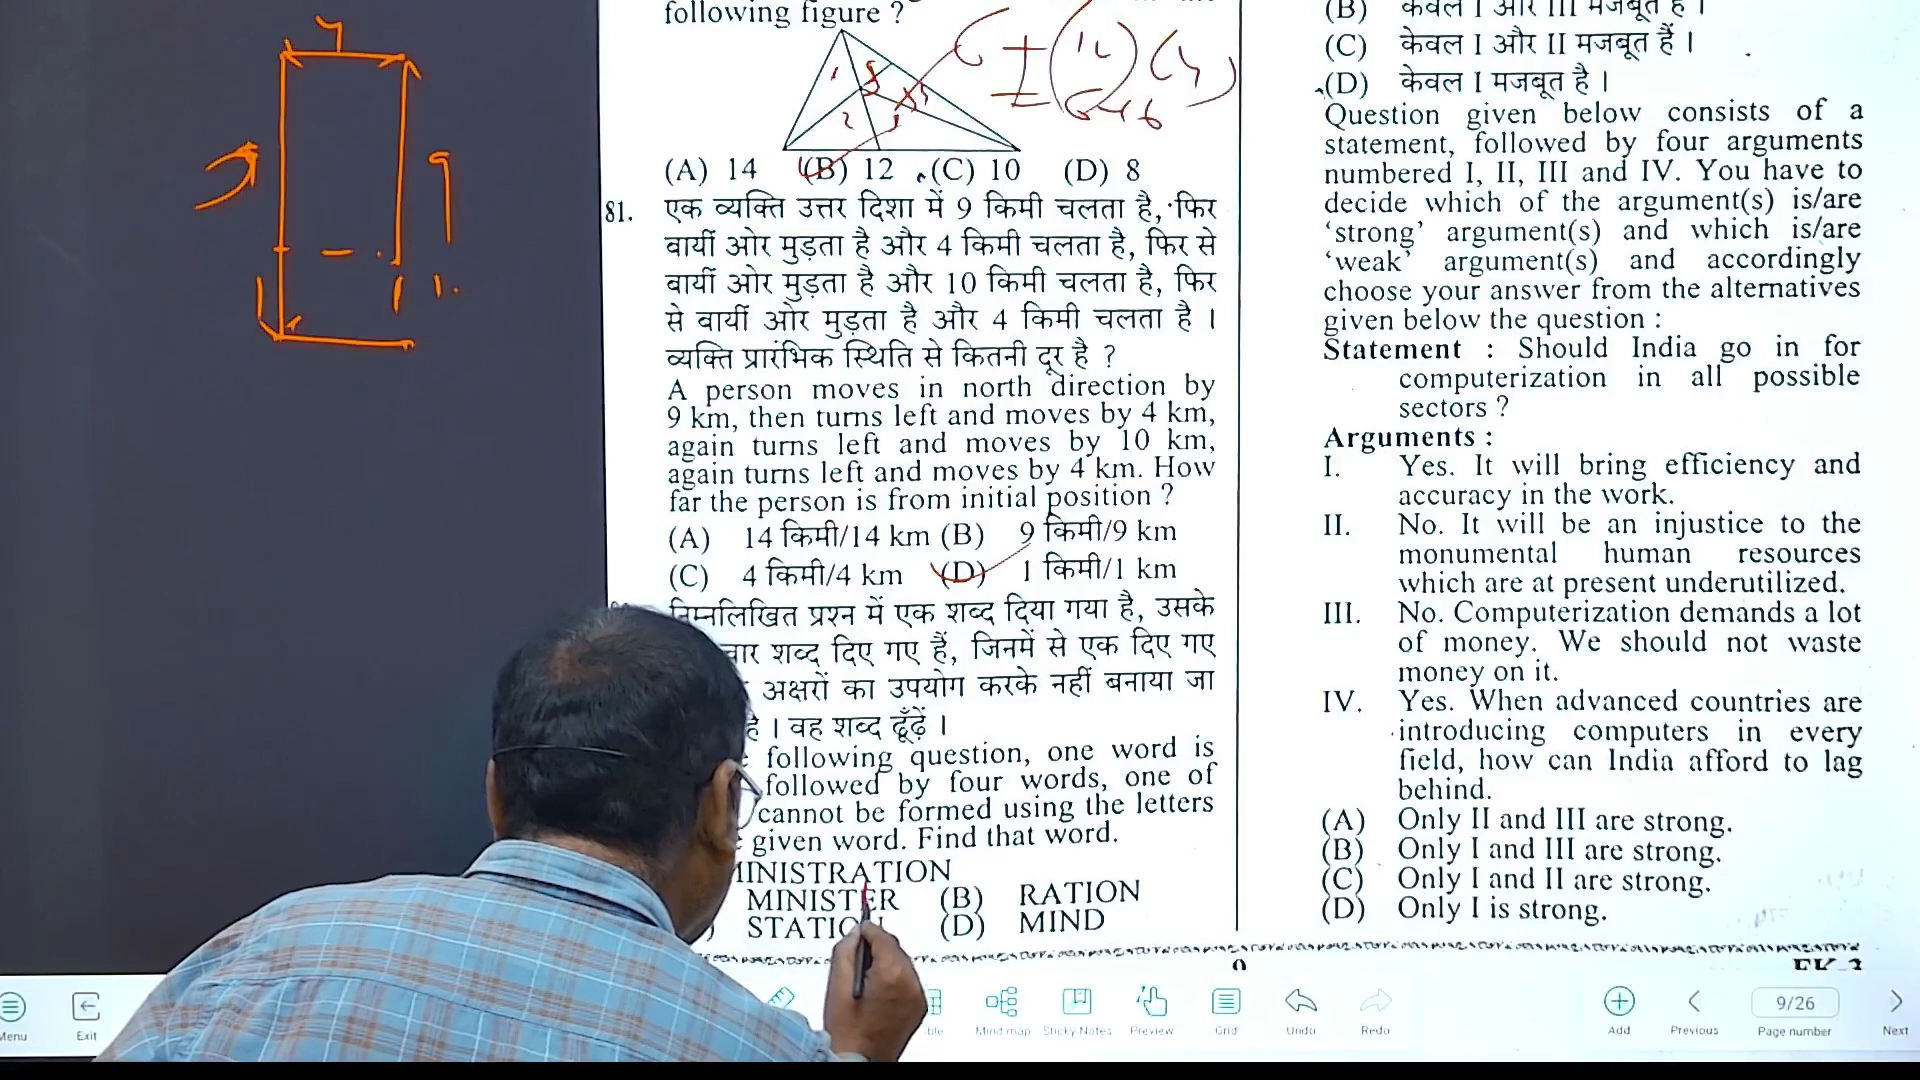 following figure ?
(A) 14 (B) 12 (C) 10 (D) 8
81. एक व्यक्ति उत्तर दिशा में 9 किमी चलता है, फिर
बायीं ओर मुड़ता है और 4 किमी चलता है, फिर से
बायीं ओर मुड़ता है और 10 किमी चलता है, फिर
से बायीं ओर मुड़ता है और 4 किमी चलता है ।
व्यक्ति प्रारंभिक स्थिति से कितनी दूर है ?
A person moves in north direction by
9 km, then turns left and moves by 4 km,
again turns left and moves by 10 km,
again turns left and moves by 4 km. How
far the person is from initial position ?
(A) 14 किमी/14 km (B) 9 किमी/9 km
(C) 4 किमी/4 km (D) 1 किमी/1 km
निम्नलिखित प्रश्न में एक शब्द दिया गया है, उसके
चार शब्द दिए गए हैं, जिनमें से एक दिए गए
अक्षरों का उपयोग करके नहीं बनाया जा
है । वह शब्द ढूँढ़ें ।
following question, one word is
followed by four words, one of
cannot be formed using the letters
given word. Find that word.
MINISTRATION
MINISTER (B) RATION
STATION (D) MIND
(B) केवल I और III मजबूत हैं ।
(C) केवल I और II मजबूत हैं ।
(D) केवल I मजबूत है ।
Question given below consists of a
statement, followed by four arguments
numbered I, II, III and IV. You have to
decide which of the argument(s) is/are
‘strong’ argument(s) and which is/are
‘weak’ argument(s) and accordingly
choose your answer from the alternatives
given below the question :
Statement : Should India go in for
computerization in all possible
sectors ?
Arguments :
I. Yes. It will bring efficiency and
accuracy in the work.
II. No. It will be an injustice to the
monumental human resources
which are at present underutilized.
III. No. Computerization demands a lot
of money. We should not waste
money on it.
IV. Yes. When advanced countries are
introducing computers in every
field, how can India afford to lag
behind.
(A) Only II and III are strong.
(B) Only I and III are strong.
(C) Only I and II are strong.
(D) Only I is strong.
9
Menu Exit Mind map Sticky Notes Preview Grid Undo Redo Add Previous 9/26 Page number Next